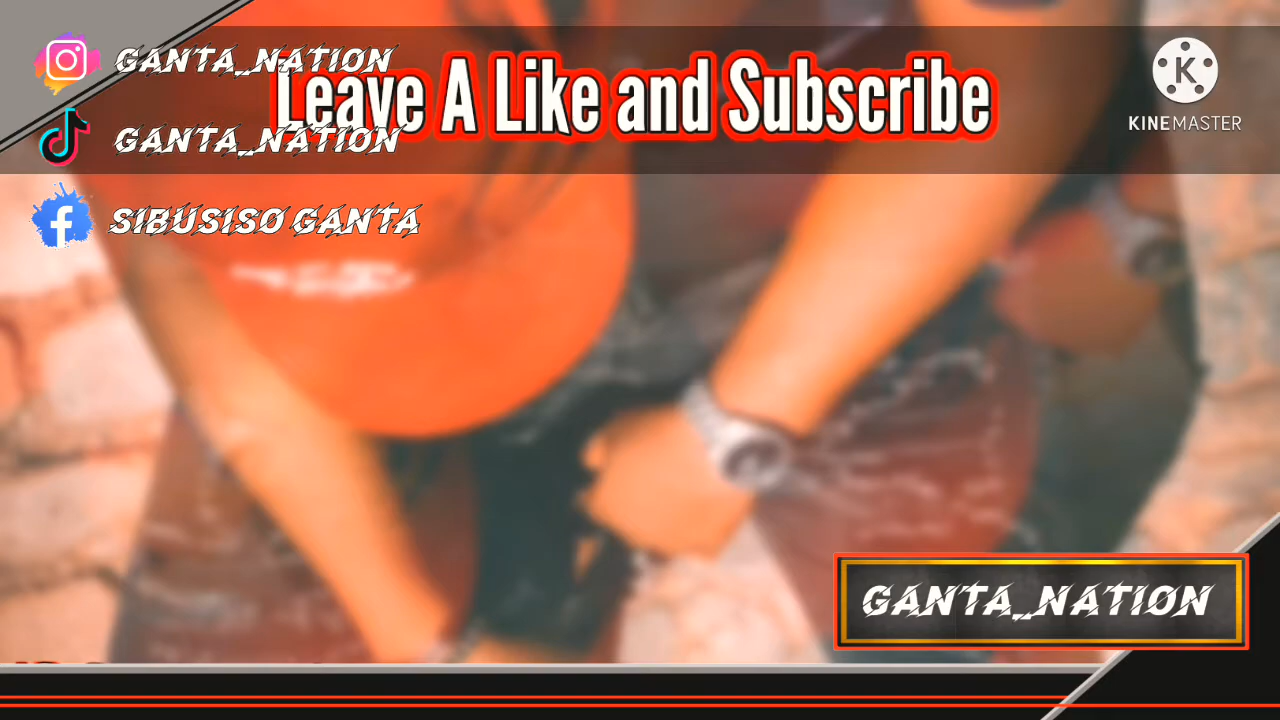 GANTA_NATION
Leave A Like and Subscribe
KINEMASTER
GANTA_NATION
SIBUSISO GANTA
GANTA_NATION